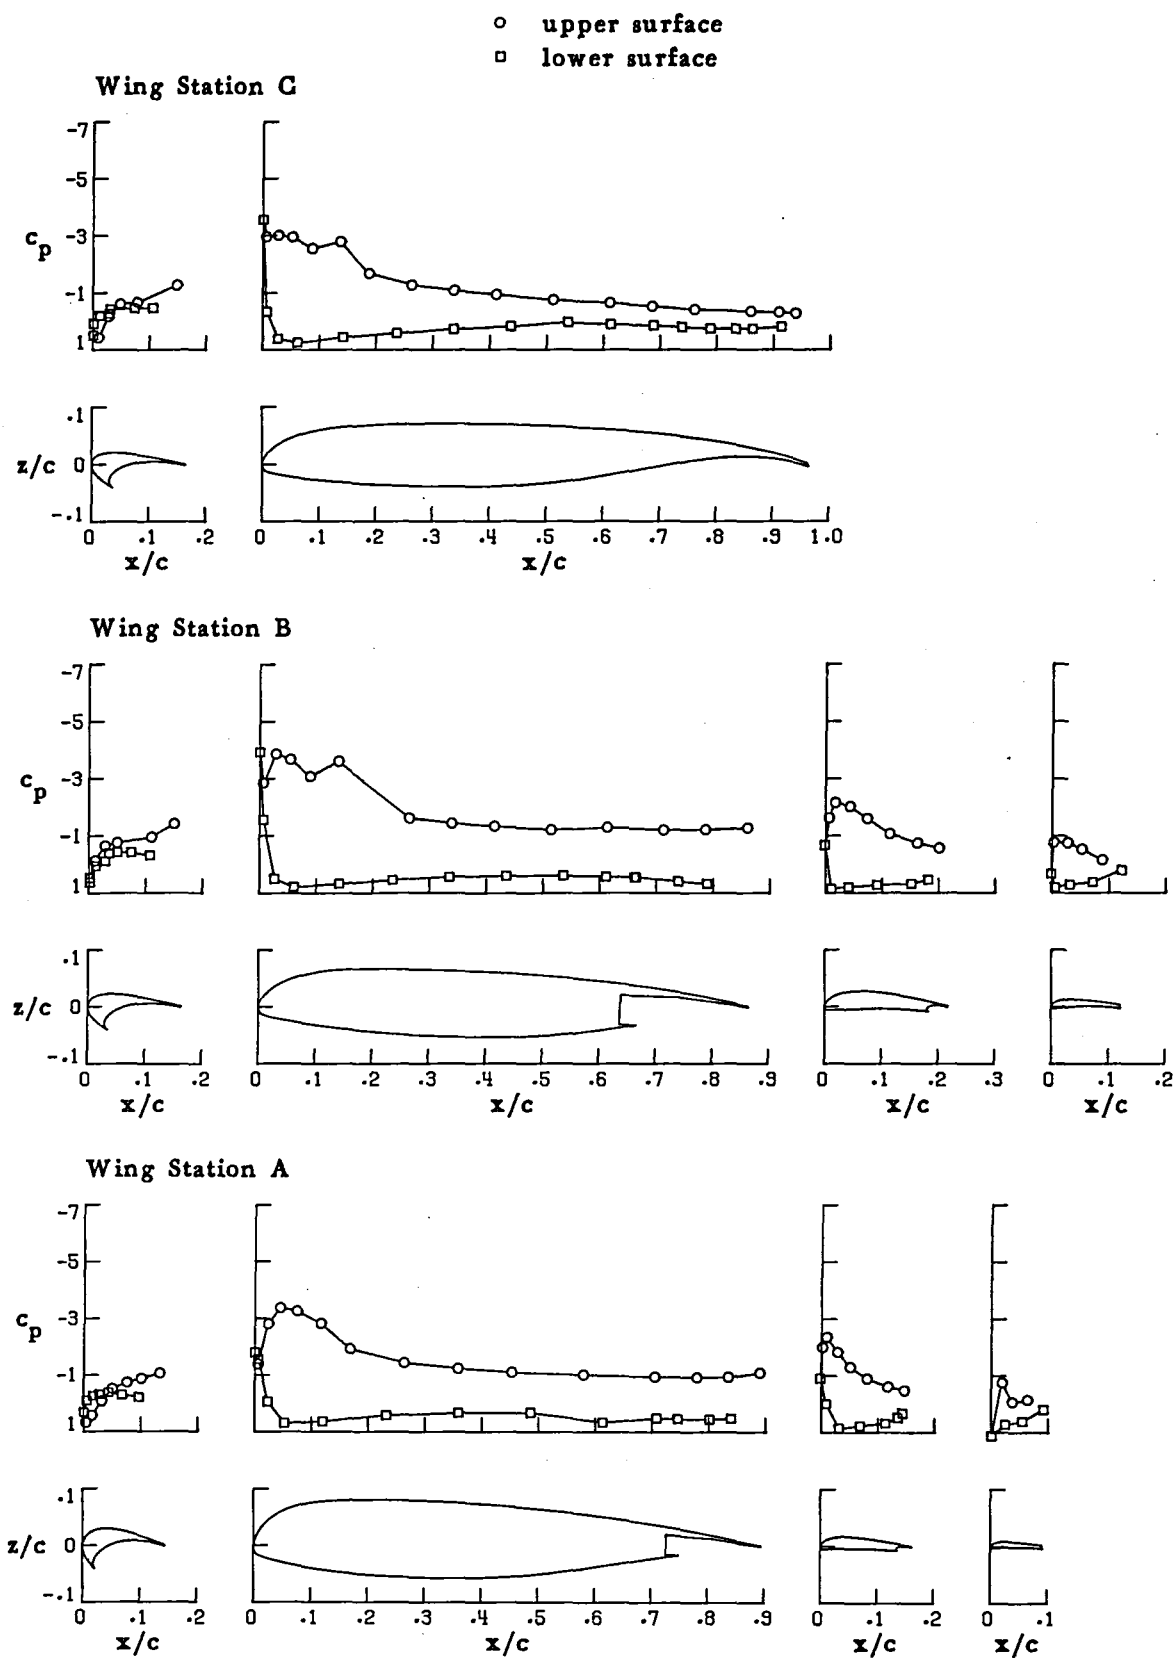 upper surface
lower surface
Wing Station C
-7
-5
-3
-1
1
c_p
.1
0
-.1
z/c
0 .1 .2
x/c
0 .1 .2 .3 .4 .5 .6 .7 .8 .9 1.0
x/c
Wing Station B
-7
-5
-3
-1
1
c_p
.1
0
-.1
z/c
0 .1 .2
x/c
0 .1 .2 .3 .4 .5 .6 .7 .8 .9
x/c
0 .1 .2 .3
x/c
0 .1 .2
x/c
Wing Station A
-7
-5
-3
-1
1
c_p
.1
0
-.1
z/c
0 .1 .2
x/c
0 .1 .2 .3 .4 .5 .6 .7 .8 .9
x/c
0 .1 .2
x/c
0 .1
x/c